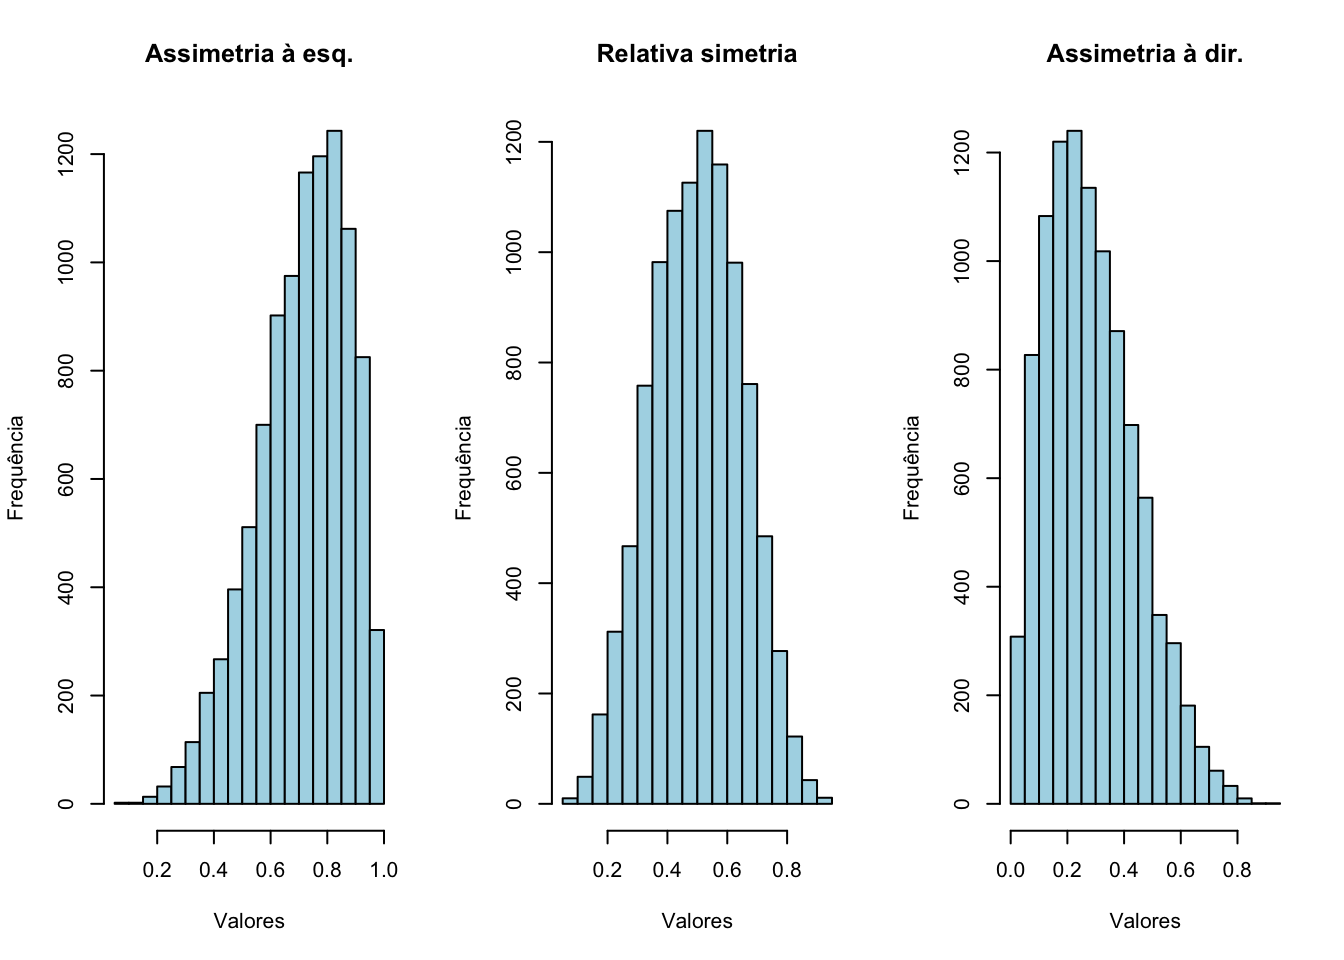 Assimetria à esq.
Frequência
1200
1000
800
600
400
200
0
0.2 0.4 0.6 0.8 1.0
Valores
Relativa simetria
Frequência
1200
1000
800
600
400
200
0
0.2 0.4 0.6 0.8
Valores
Assimetria à dir.
Frequência
1200
1000
800
600
400
200
0
0.0 0.2 0.4 0.6 0.8
Valores